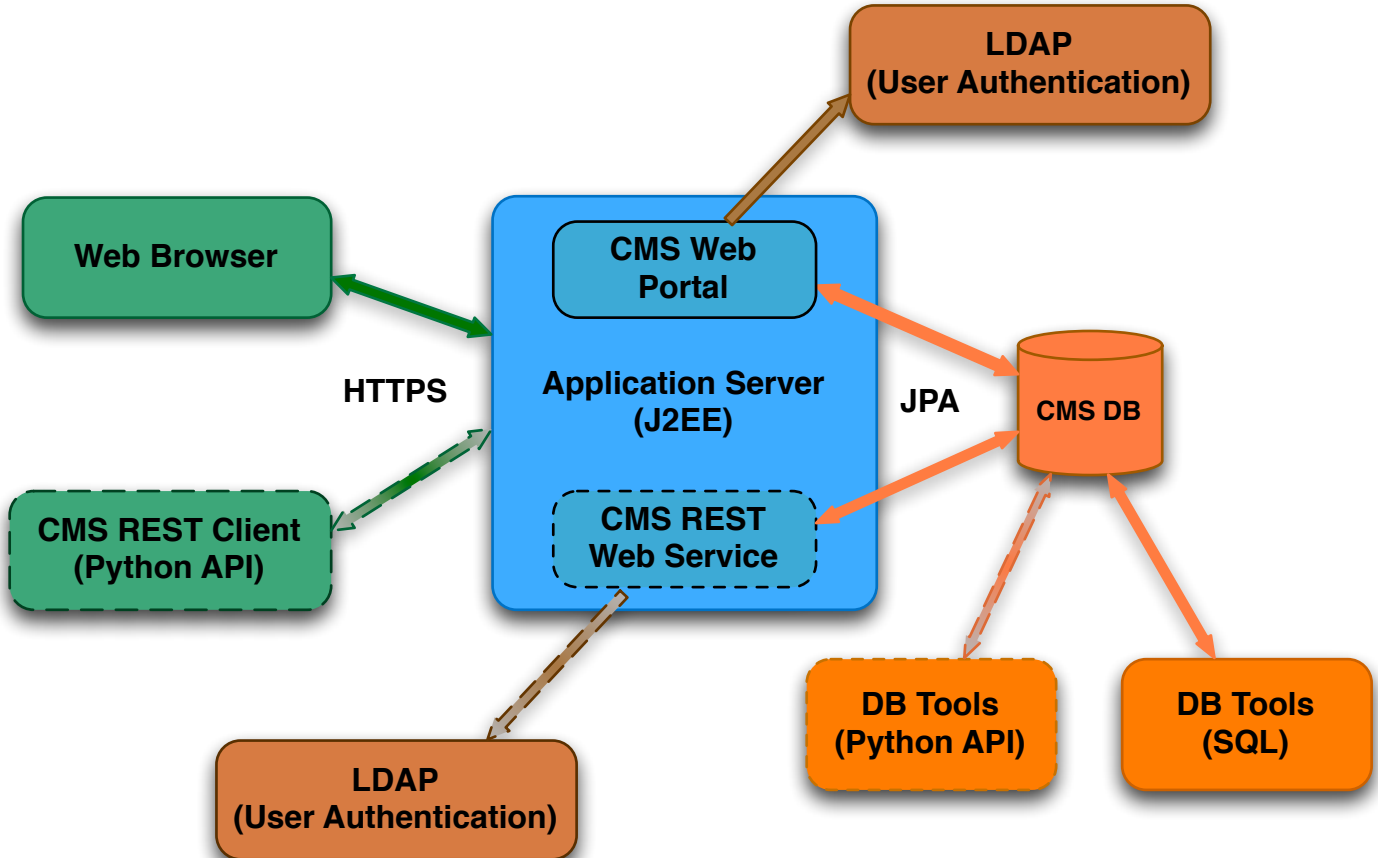 LDAP
(User Authentication)
Web Browser
CMS Web
Portal
HTTPS
Application Server
(J2EE)
JPA
CMS DB
CMS REST Client
(Python API)
CMS REST
Web Service
DB Tools
(Python API)
DB Tools
(SQL)
LDAP
(User Authentication)